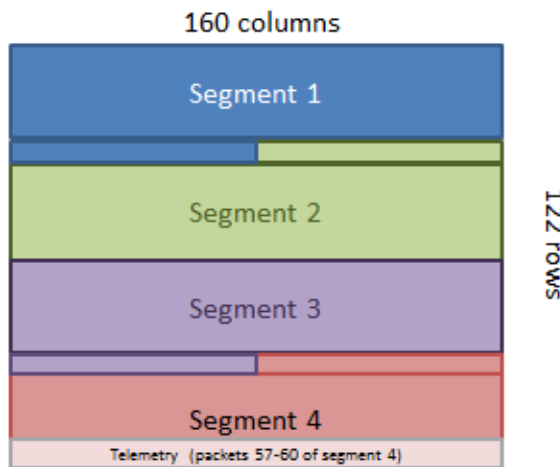 160 columns
Segment 1
Segment 2
122 rows
Segment 3
Segment 4
Telemetry (packets 57-60 of segment 4)